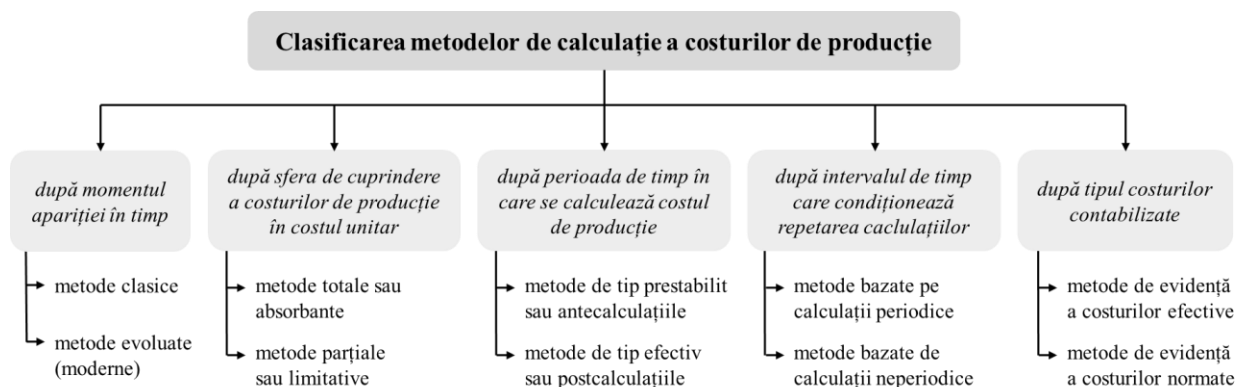 Clasificarea metodelor de calculație a costurilor de producție
după momentul
apariției în timp
metode clasice
metode evoluate
(moderne)
după sfera de cuprindere
a costurilor de producție
în costul unitar
metode totale sau
absorbante
metode parțiale
sau limitative
după perioada de timp în
care se calculează costul
de producție
metode de tip prestabilit
sau antecalculațiile
metode de tip efectiv
sau postcalculațiile
după intervalul de timp
care condiționează
repetarea caclulațiilor
metode bazate pe
calculații periodice
metode bazate de
calculații neperiodice
după tipul costurilor
contabilizate
metode de evidență
a costurilor efective
metode de evidență
a costurilor normate